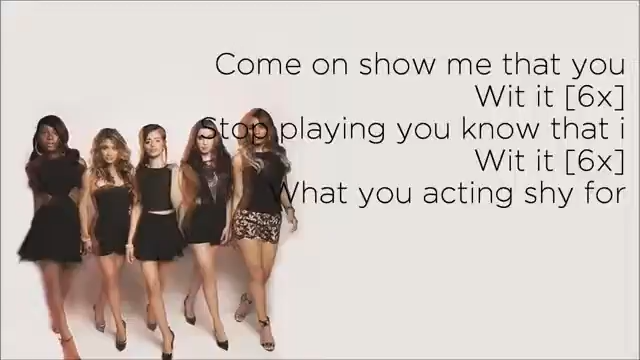 Come on show me that you
Wit it [6x]
Stop playing you know that i
Wit it [6x]
What you acting shy for